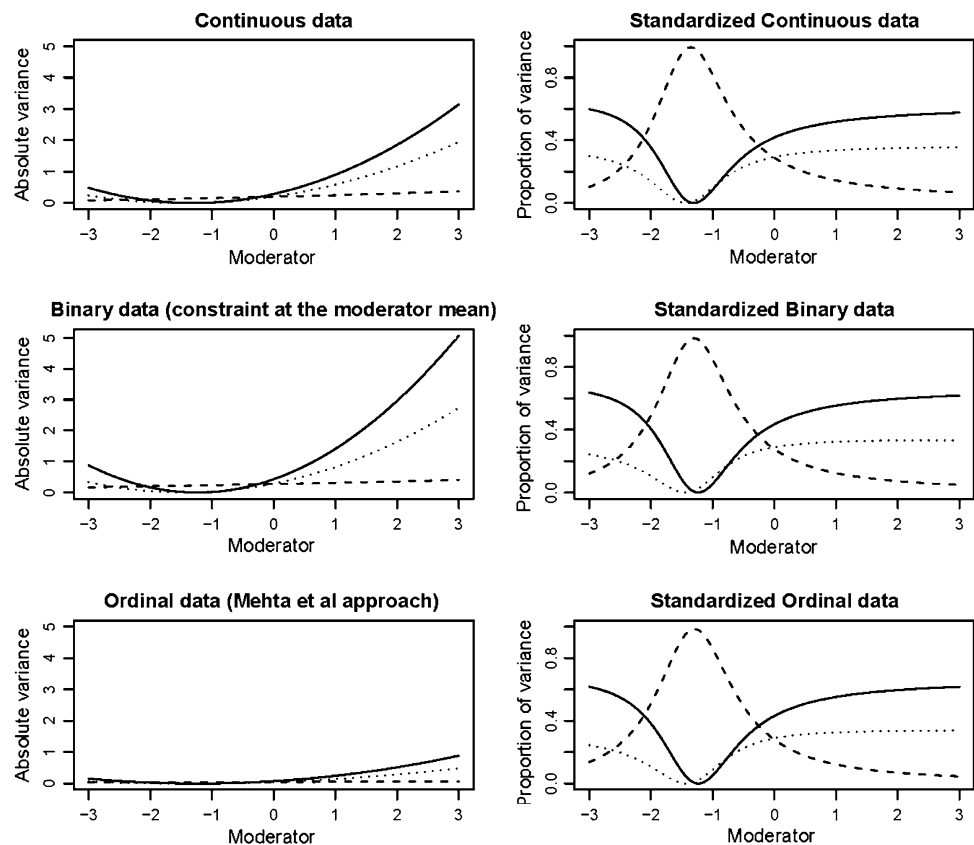 Continuous data
Absolute variance
5
4
3
2
1
0
−3 −2 −1 0 1 2 3
Moderator
Standardized Continuous data
Proportion of variance
0.8
0.4
0.0
−3 −2 −1 0 1 2 3
Moderator
Binary data (constraint at the moderator mean)
Absolute variance
5
4
3
2
1
0
−3 −2 −1 0 1 2 3
Moderator
Standardized Binary data
Proportion of variance
0.8
0.4
0.0
−3 −2 −1 0 1 2 3
Moderator
Ordinal data (Mehta et al approach)
Absolute variance
5
4
3
2
1
0
−3 −2 −1 0 1 2 3
Moderator
Standardized Ordinal data
Proportion of variance
0.8
0.4
0.0
−3 −2 −1 0 1 2 3
Moderator